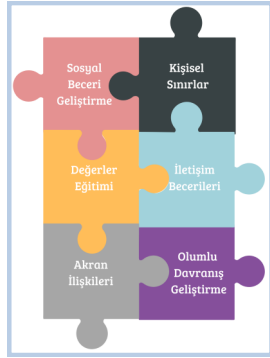 Sosyal
Beceri
Geliştirme
Kişisel
Sınırlar
Değerler
Eğitimi
İletişim
Becerileri
Akran
İlişkileri
Olumlu
Davranış
Geliştirme